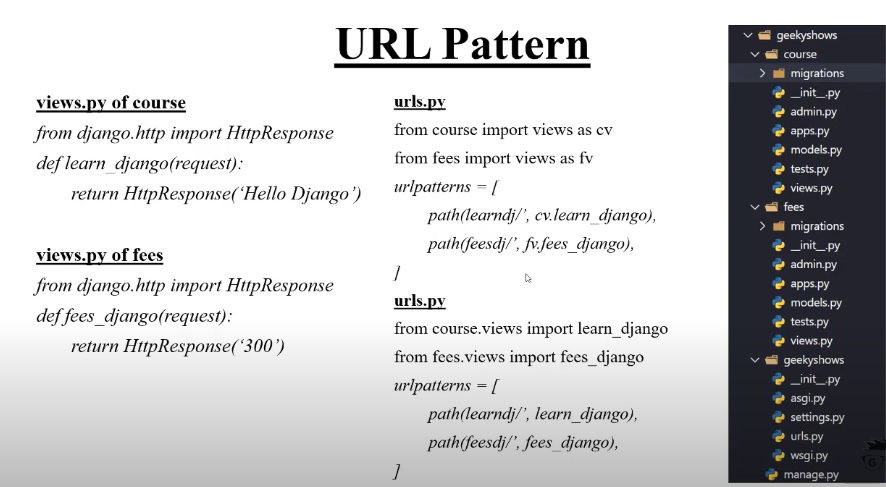 URL Pattern
views.py of course
from django.http import HttpResponse
def learn_django(request):
return HttpResponse(‘Hello Django’)
views.py of fees
from django.http import HttpResponse
def fees_django(request):
return HttpResponse(‘300’)
urls.py
from course import views as cv
from fees import views as fv
urlpatterns = [
path(learndj/’, cv.learn_django),
path(feesdj/’, fv.fees_django),
]
urls.py
from course.views import learn_django
from fees.views import fees_django
urlpatterns = [
path(learndj/’, learn_django),
path(feesdj/’, fees_django),
]
geekyshows
course
migrations
__init__.py
admin.py
apps.py
models.py
tests.py
views.py
fees
migrations
__init__.py
admin.py
apps.py
models.py
tests.py
views.py
geekyshows
__init__.py
asgi.py
settings.py
urls.py
wsgi.py
manage.py
G